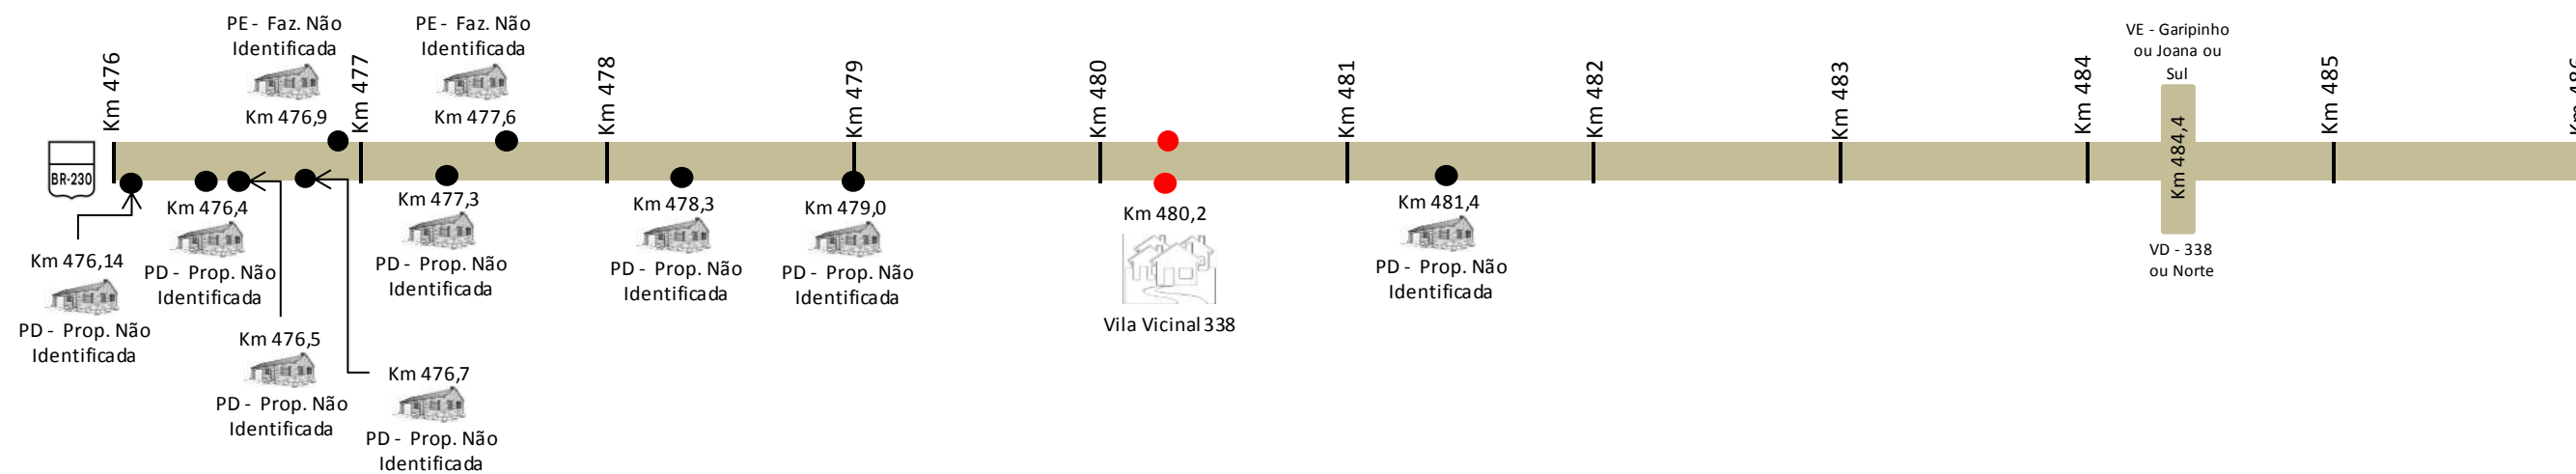 PE - Faz. Não
Identificada
Km 476,9
PE - Faz. Não
Identificada
Km 477,6
VE - Garipinho
ou Joana ou
Sul
Km 476
Km 477
Km 478
Km 479
Km 480
Km 481
Km 482
Km 483
Km 484
Km 484,4
Km 485
Km 486
BR-230
Km 476,14
PD - Prop. Não
Identificada
Km 476,4
PD - Prop. Não
Identificada
Km 476,5
PD - Prop. Não
Identificada
Km 476,7
PD - Prop. Não
Identificada
Km 477,3
PD - Prop. Não
Identificada
Km 478,3
PD - Prop. Não
Identificada
Km 479,0
PD - Prop. Não
Identificada
Km 480,2
Vila Vicinal 338
Km 481,4
PD - Prop. Não
Identificada
VD - 338
ou Norte